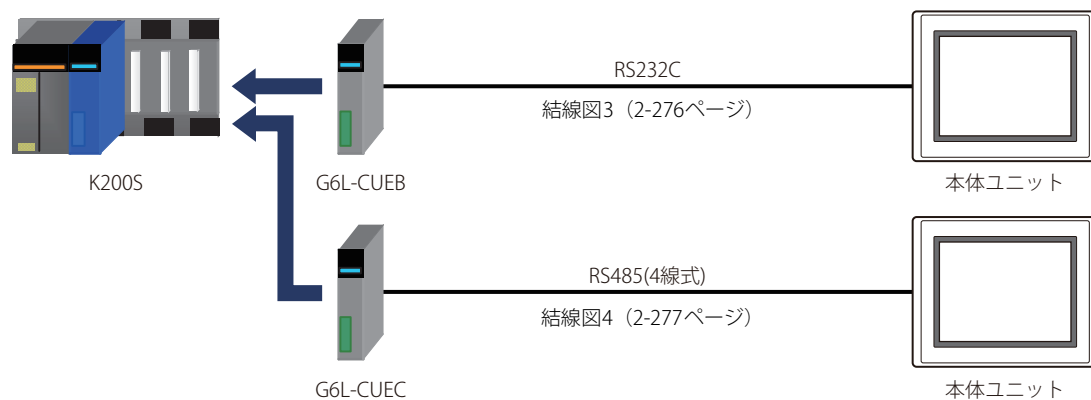 RS232C
結線図3（2-276ページ）
K200S
G6L-CUEB
本体ユニット
RS485(4線式)
結線図4（2-277ページ）
G6L-CUEC
本体ユニット